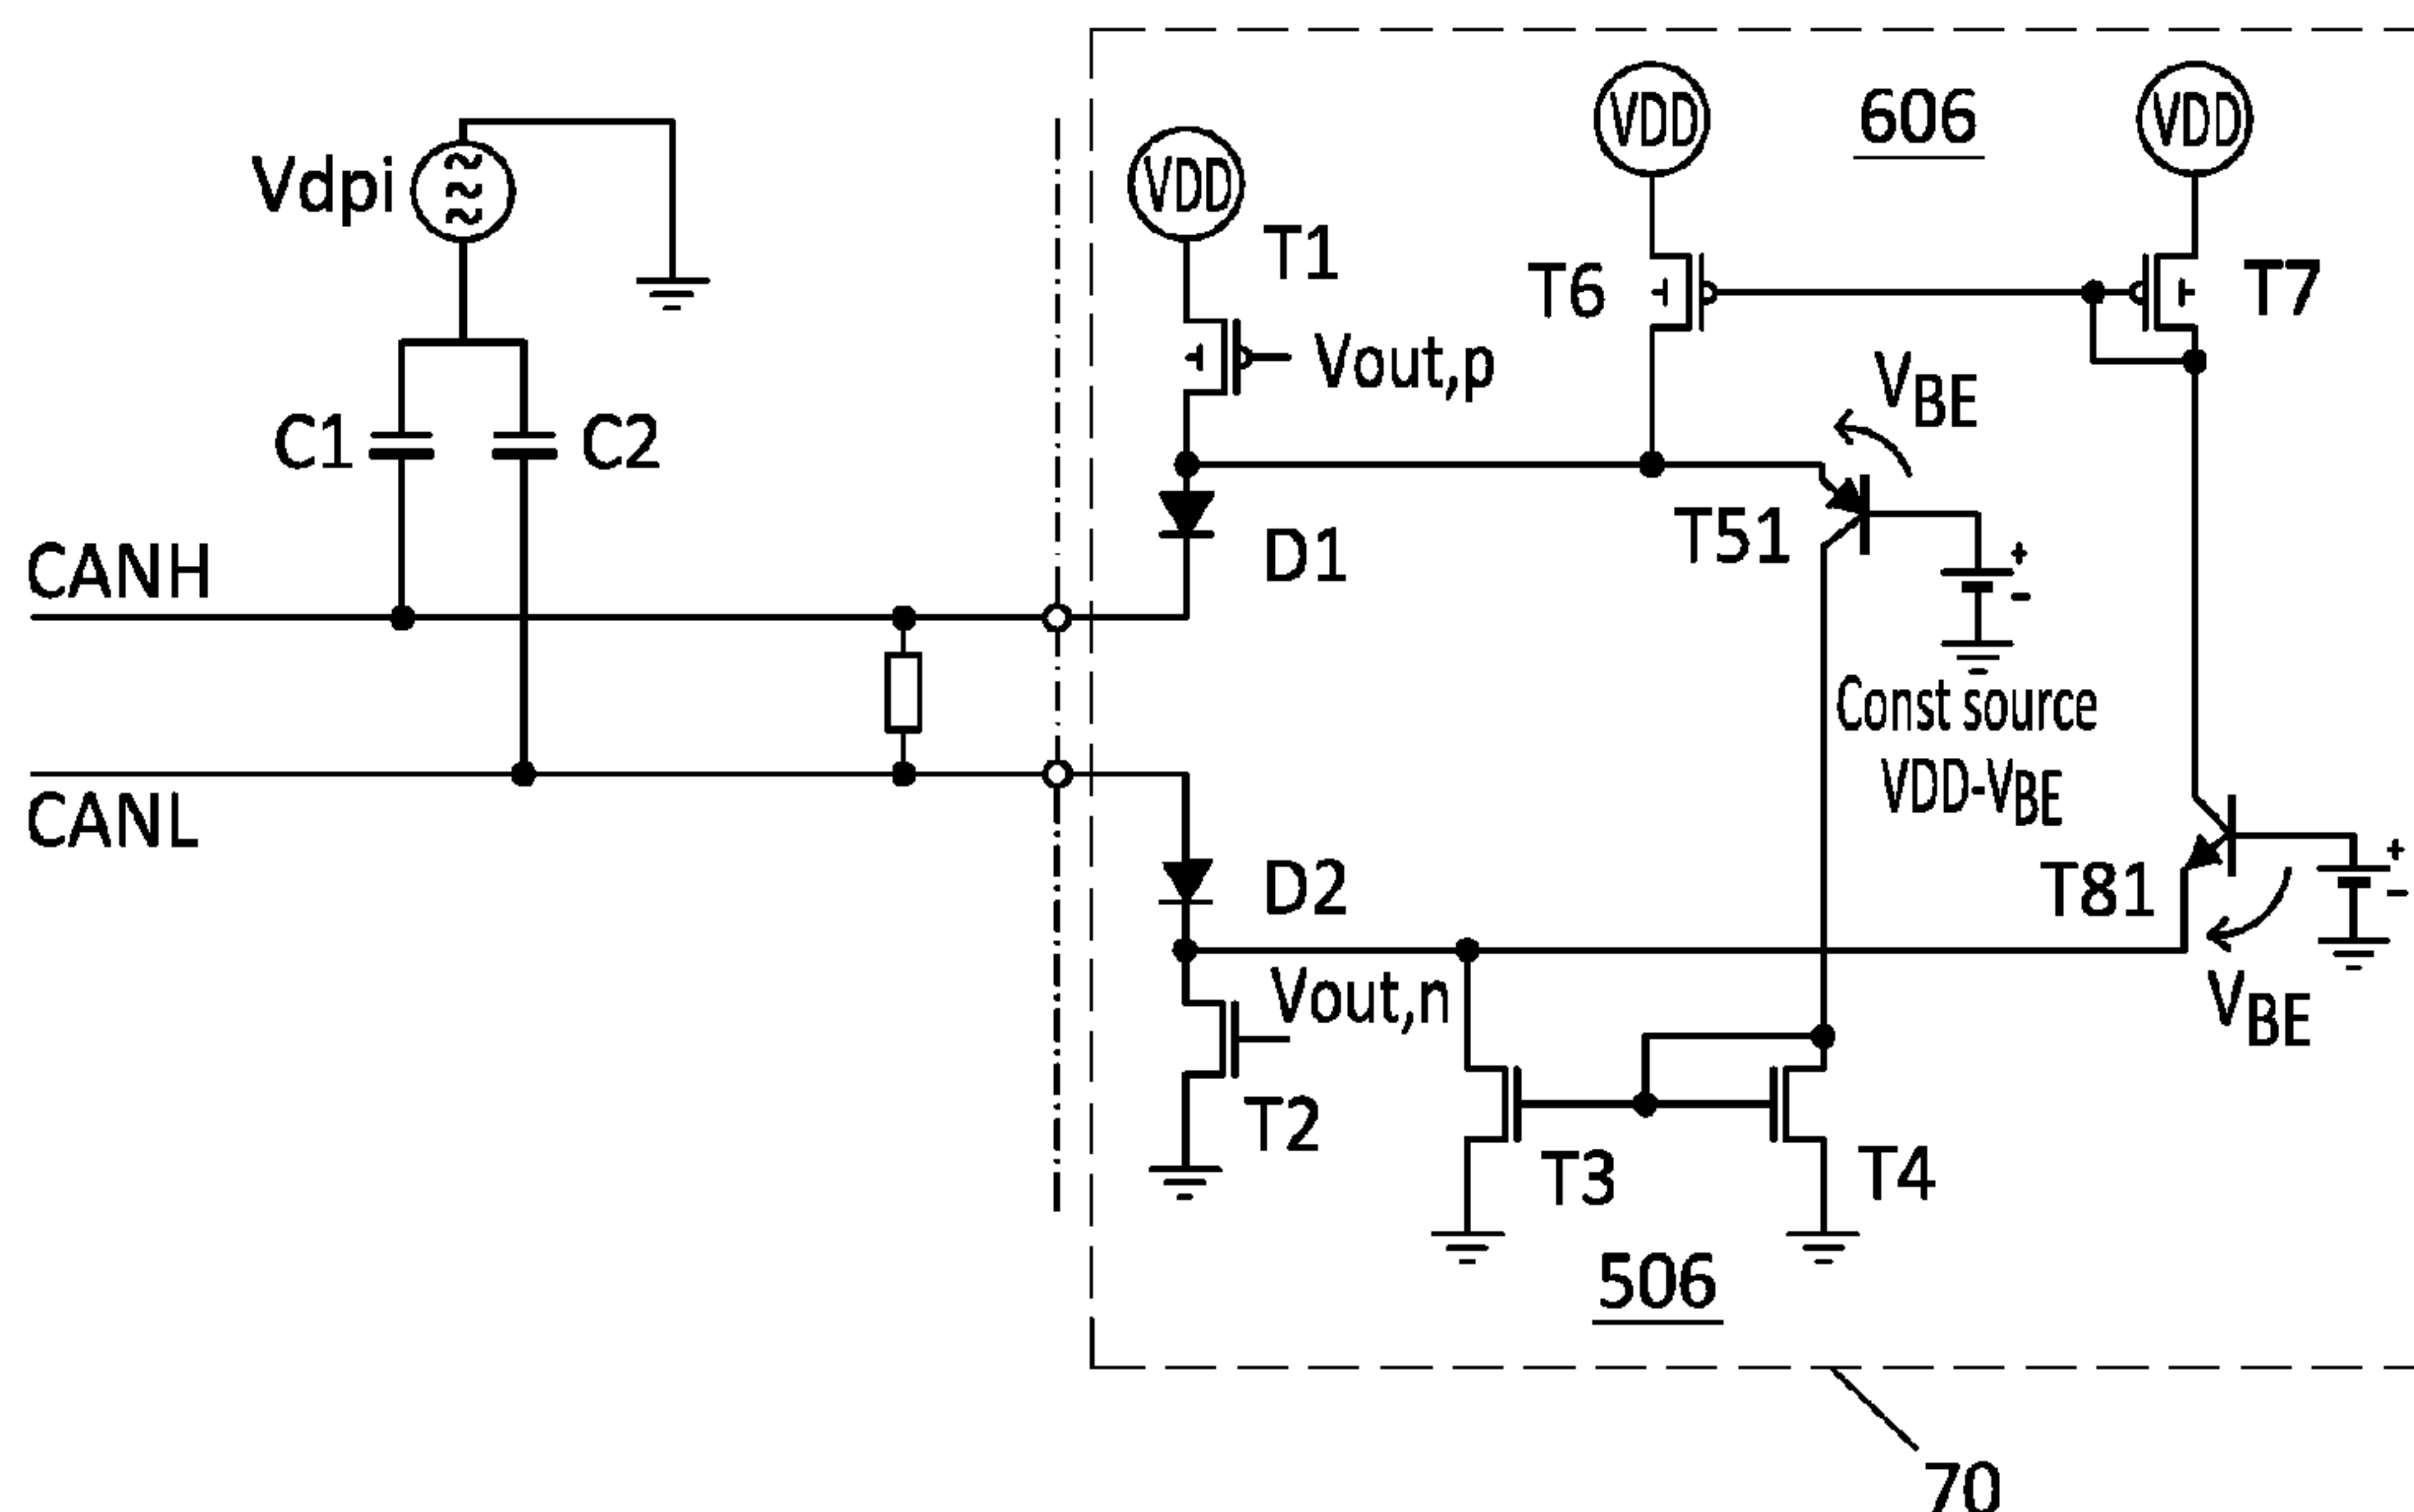 VDD
606
VDD
Vdpi
VDD
T1
T6
T7
Vout,p
VBE
C1
C2
T51
+
-
CANH
D1
Const source
VDD-VBE
CANL
D2
T81
+
-
Vout,n
VBE
T2
T3
T4
506
70